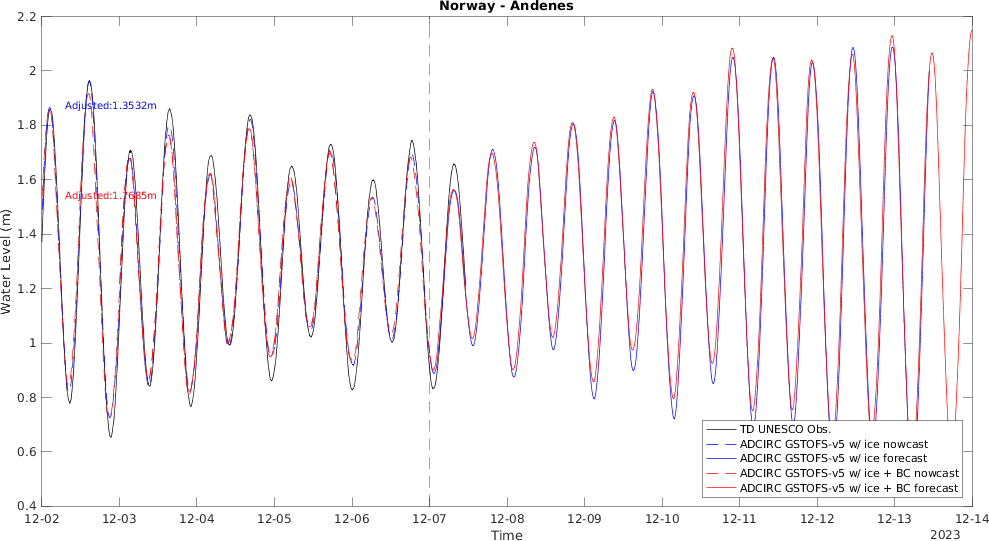 Norway - Andenes
2.2
2
1.8
1.6
1.4
1.2
1
0.8
0.6
0.4
Water Level (m)
Adjusted:1.3532m
Adjusted:1.7685m
TD UNESCO Obs.
ADCIRC GSTOFS-v5 w/ ice nowcast
ADCIRC GSTOFS-v5 w/ ice forecast
ADCIRC GSTOFS-v5 w/ ice + BC nowcast
ADCIRC GSTOFS-v5 w/ ice + BC forecast
12-02 12-03 12-04 12-05 12-06 12-07 12-08 12-09 12-10 12-11 12-12 12-13 12-14
Time
2023